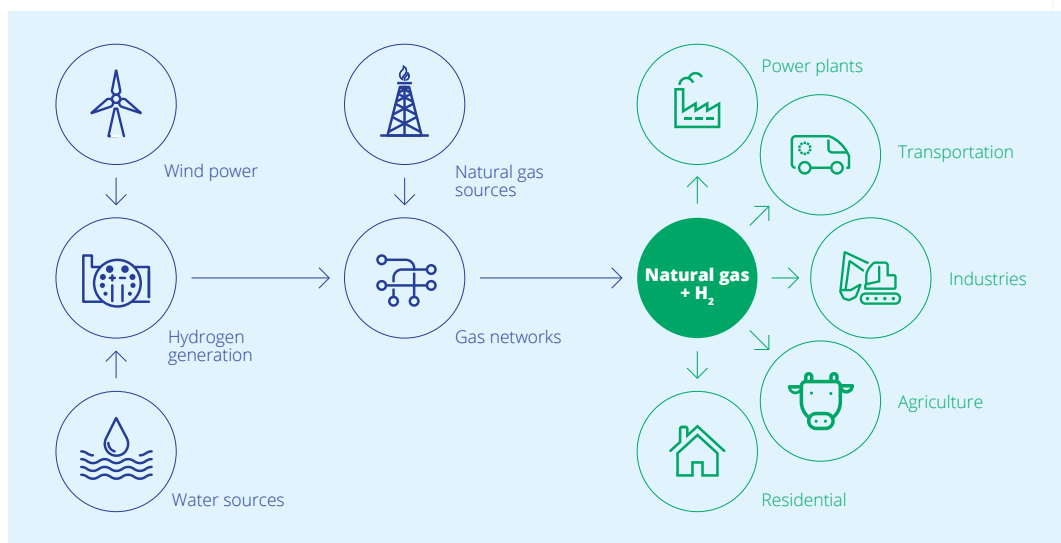 Wind power
Natural gas
sources
Power plants
Transportation
Hydrogen
generation
Gas networks
Natural gas
+ H₂
Industries
Agriculture
Water sources
Residential